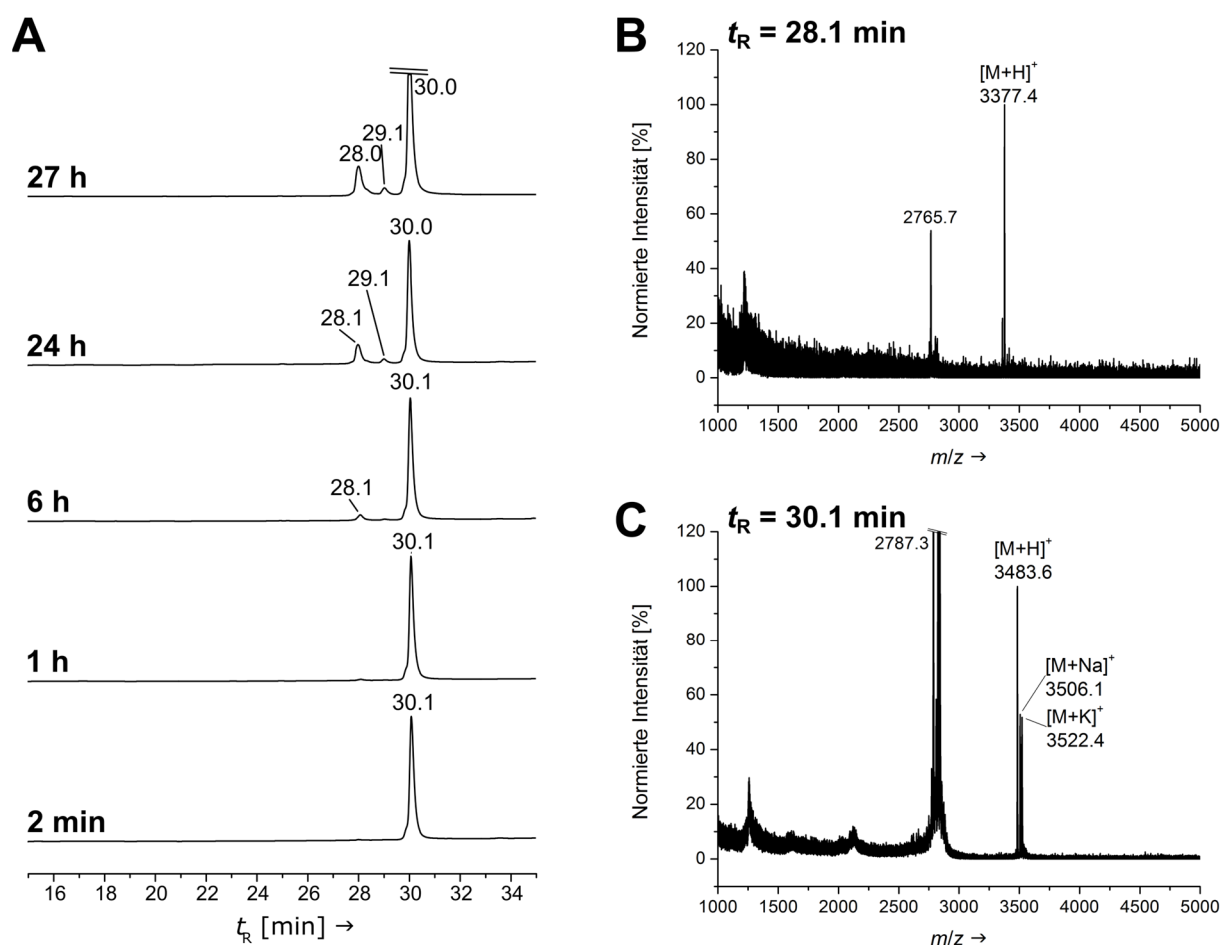 A
30.0
29.1
28.0
27 h
30.0
29.1
28.1
24 h
30.1
28.1
6 h
30.1
1 h
30.1
2 min
16 18 20 22 24 26 28 30 32 34
tR [min] →
B
tR = 28.1 min
[M+H]+
3377.4
2765.7
120
100
80
60
40
20
0
Normierte Intensität [%]
1000 1500 2000 2500 3000 3500 4000 4500 5000
m/z →
C
tR = 30.1 min
2787.3
[M+H]+
3483.6
[M+Na]+
3506.1
[M+K]+
3522.4
120
100
80
60
40
20
0
Normierte Intensität [%]
1000 1500 2000 2500 3000 3500 4000 4500 5000
m/z →